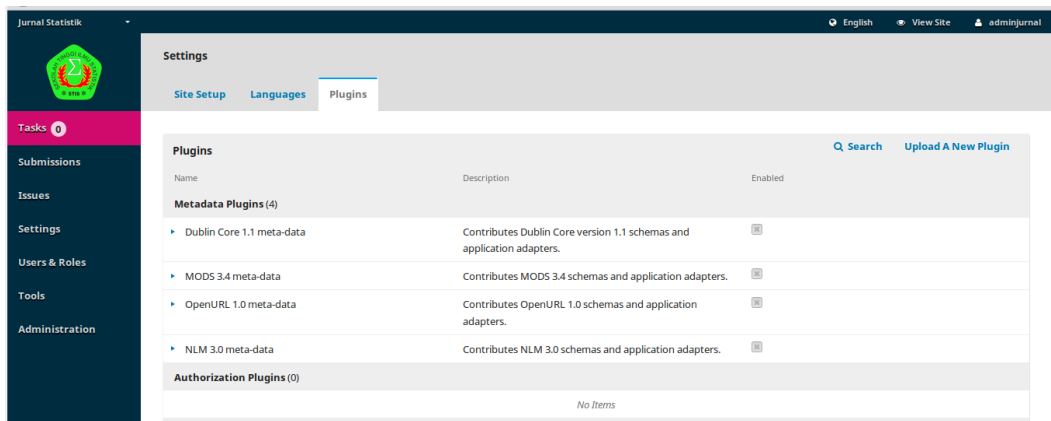 Jurnal Statistik
English View Site adminjurnal
Settings
Site Setup Languages Plugins
Tasks 0
Submissions
Issues
Settings
Users & Roles
Tools
Administration
Plugins Search Upload A New Plugin
Name Description Enabled
Metadata Plugins (4)
Dublin Core 1.1 meta-data Contributes Dublin Core version 1.1 schemas and
application adapters.
MODS 3.4 meta-data Contributes MODS 3.4 schemas and application adapters.
OpenURL 1.0 meta-data Contributes OpenURL 1.0 schemas and application
adapters.
NLM 3.0 meta-data Contributes NLM 3.0 schemas and application adapters.
Authorization Plugins (0)
No Items